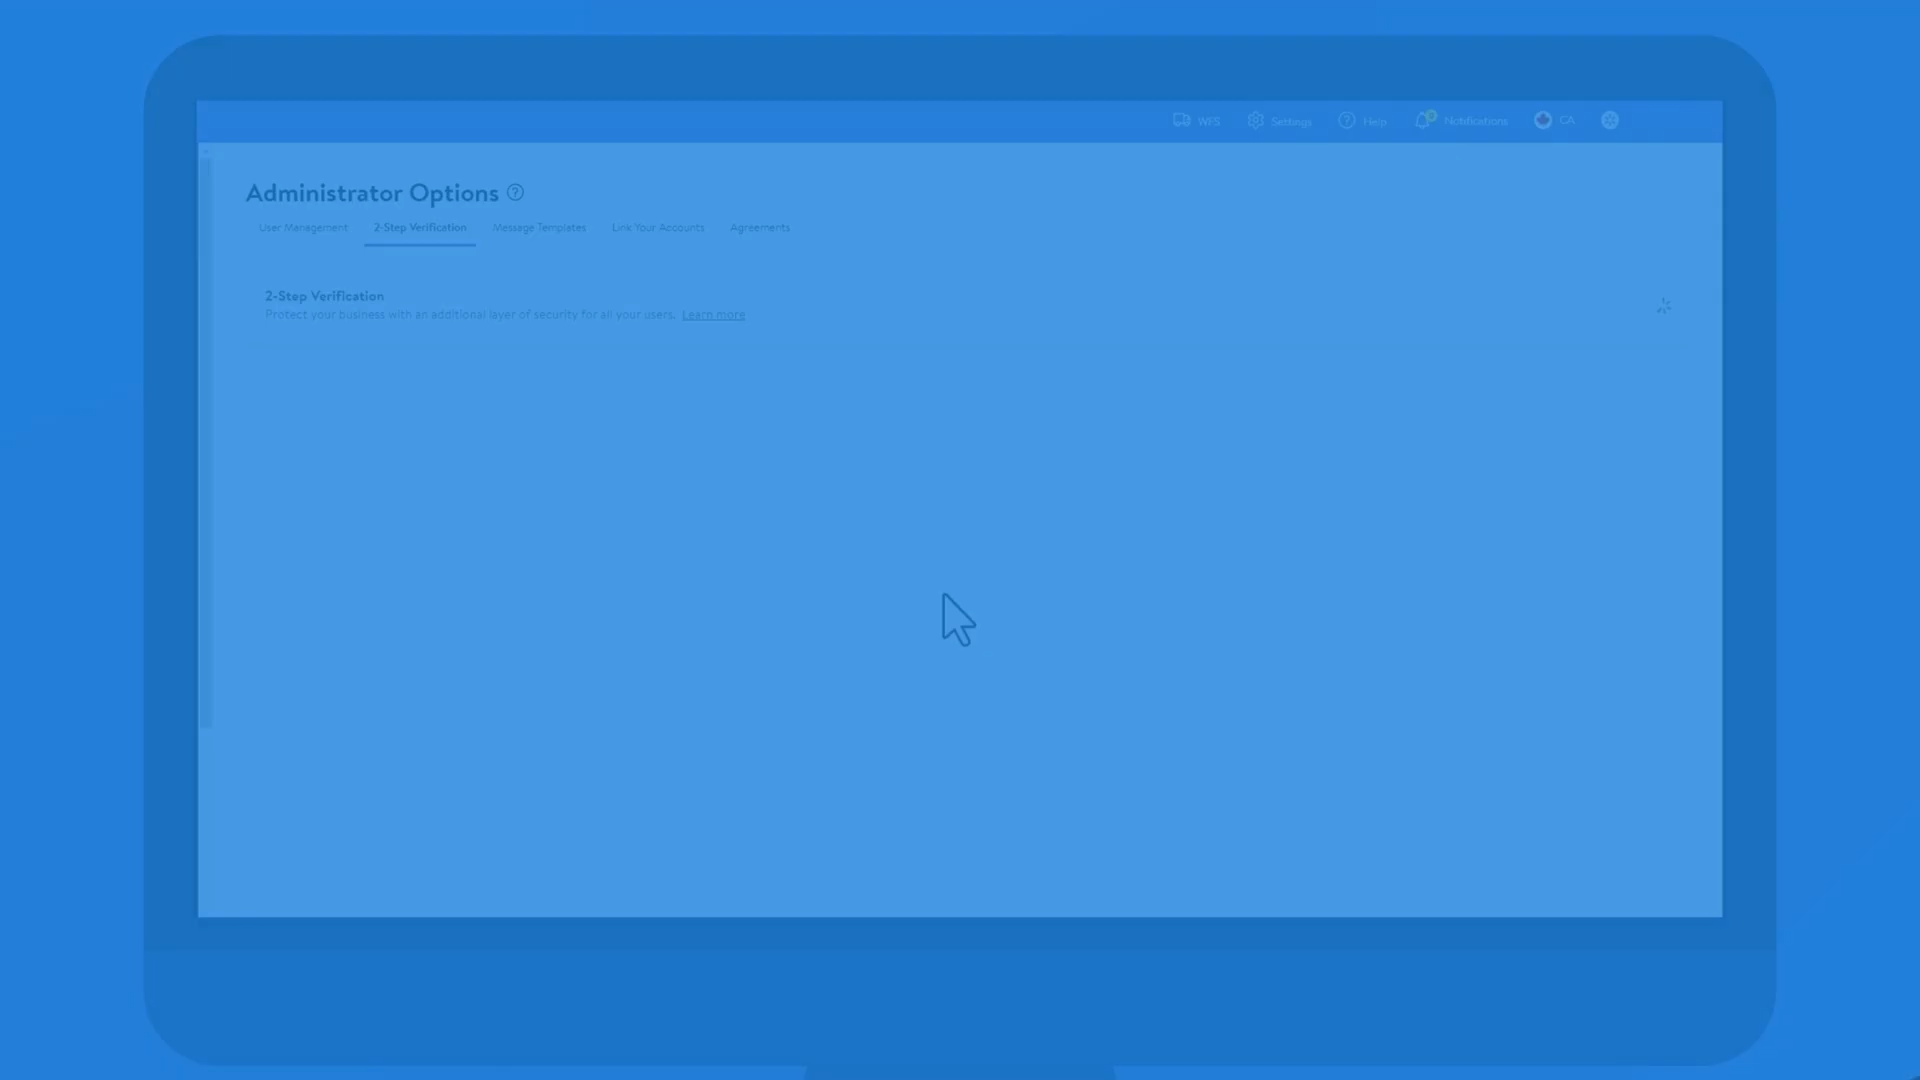 WFS Settings Help Notifications CA
Administrator Options
User Management 2-Step Verification Message Templates Link Your Accounts Agreements
2-Step Verification
Protect your business with an additional layer of security for all your users. Learn more